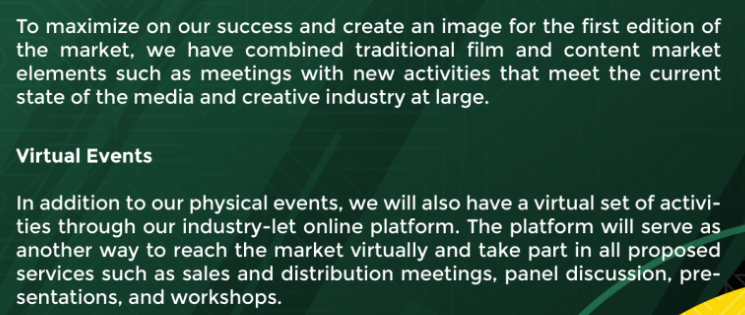 To maximize on our success and create an image for the first edition of
the market, we have combined traditional film and content market
elements such as meetings with new activities that meet the current
state of the media and creative industry at large.
Virtual Events
In addition to our physical events, we will also have a virtual set of activi-
ties through our industry-let online platform. The platform will serve as
another way to reach the market virtually and take part in all proposed
services such as sales and distribution meetings, panel discussion, pre-
sentations, and workshops.